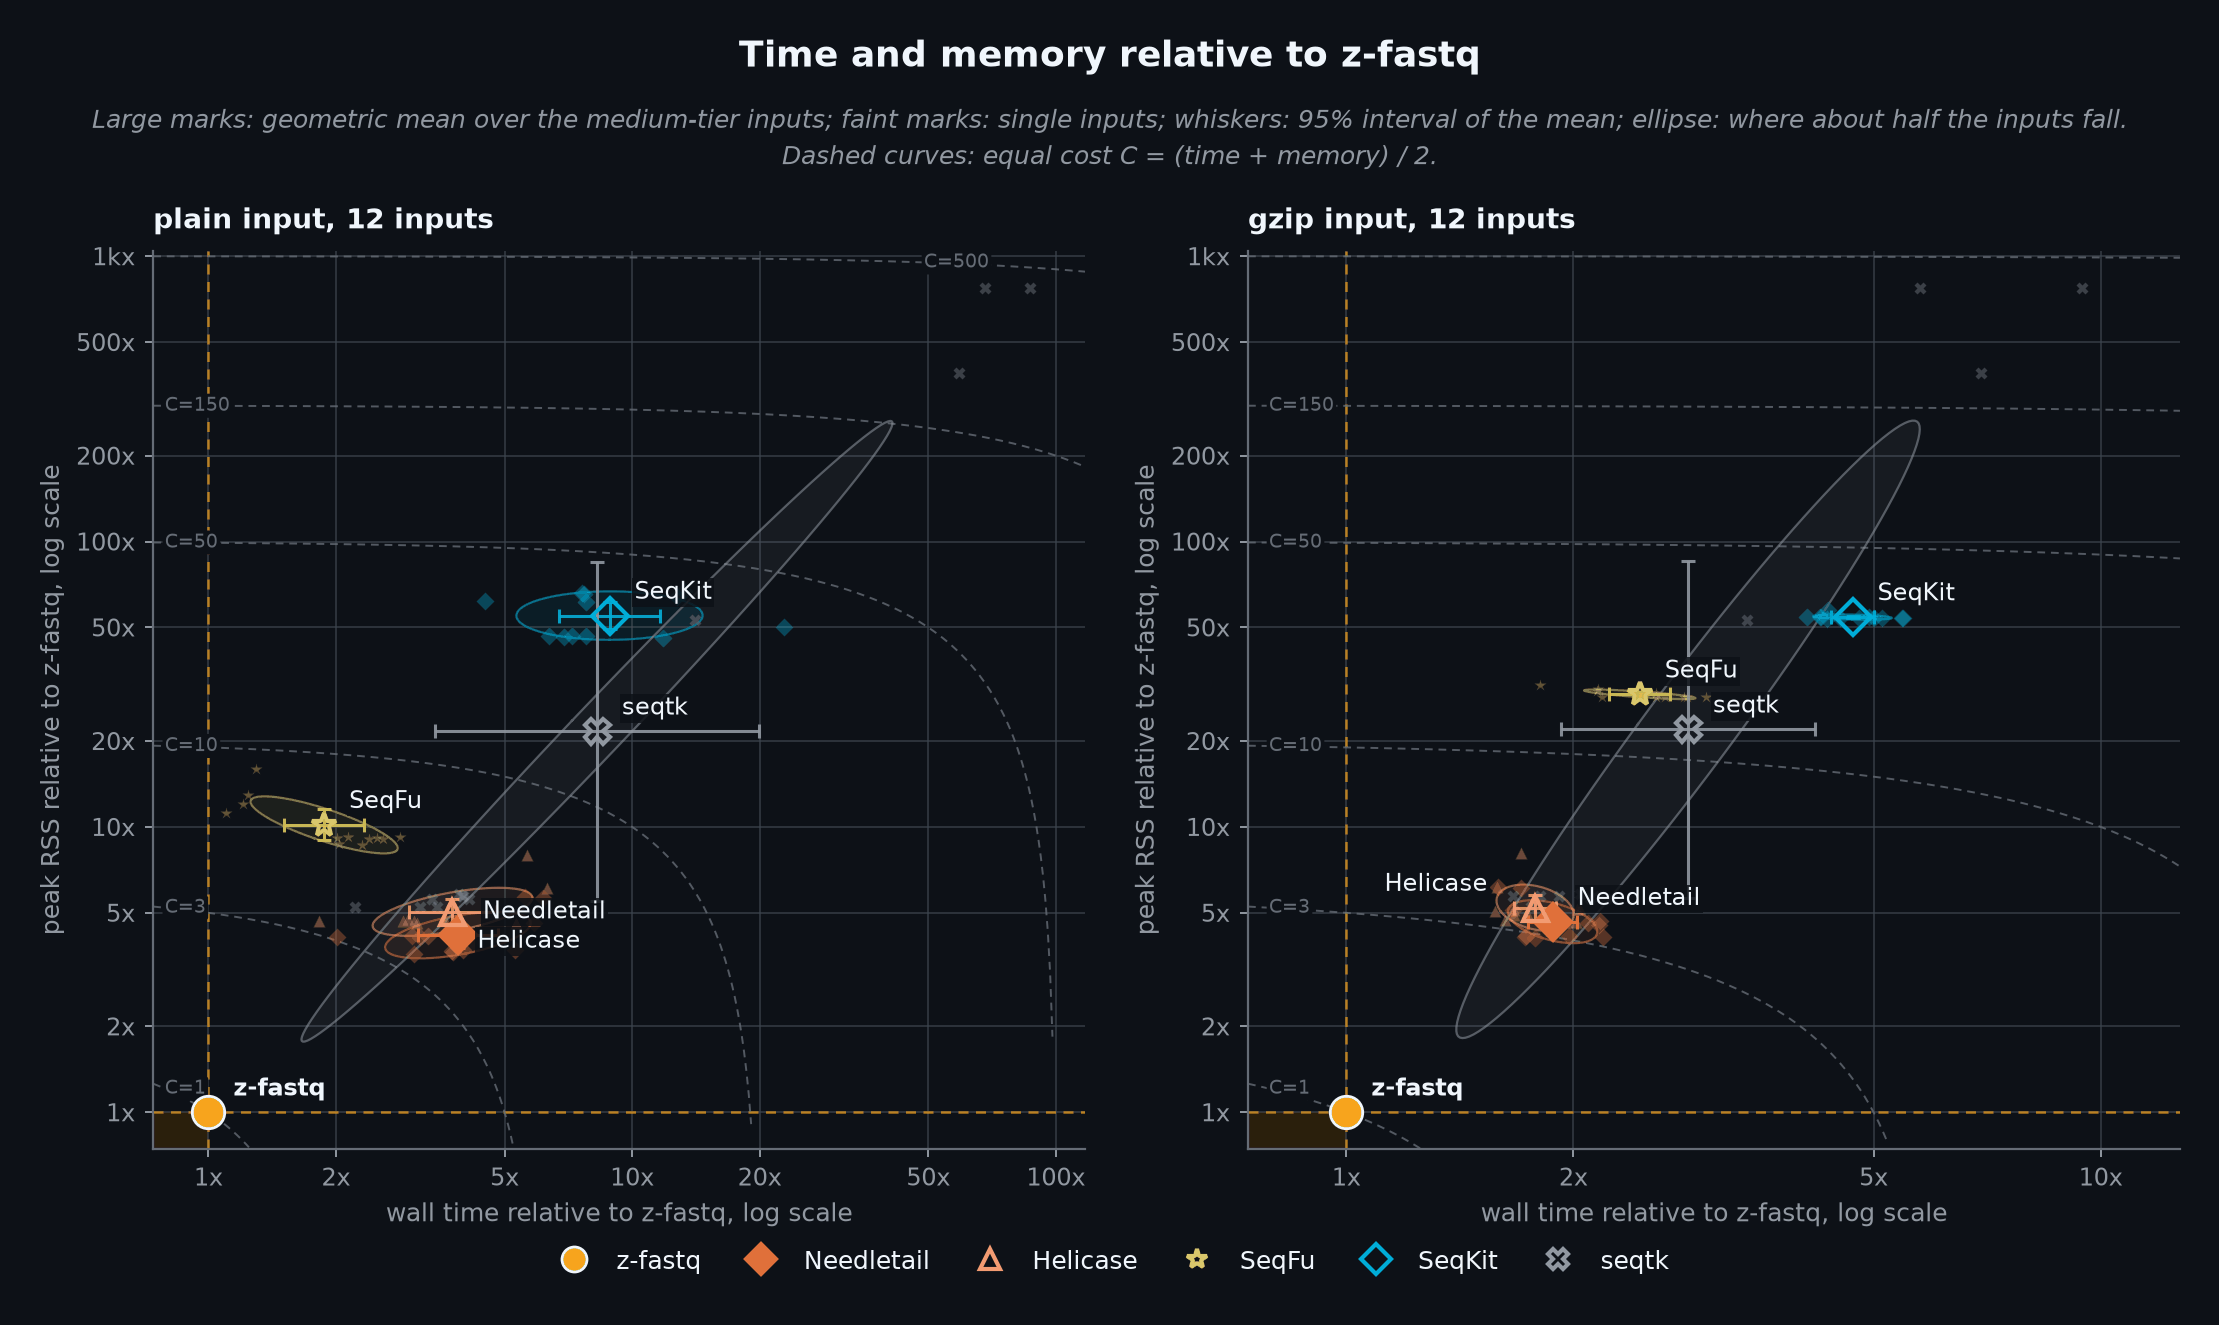 Time and memory relative to z-fastq
Large marks: geometric mean over the medium-tier inputs; faint marks: single inputs; whiskers: 95% interval of the mean; ellipse: where about half the inputs fall.
Dashed curves: equal cost C = (time + memory) / 2.
plain input, 12 inputs
1kx
500x
200x
100x
50x
20x
10x
5x
2x
1x
peak RSS relative to z-fastq, log scale
C=500
C=150
C=50
C=10
C=3
C=1
SeqKit
seqtk
SeqFu
Needletail
Helicase
z-fastq
1x 2x 5x 10x 20x 50x 100x
wall time relative to z-fastq, log scale
gzip input, 12 inputs
1kx
500x
200x
100x
50x
20x
10x
5x
2x
1x
peak RSS relative to z-fastq, log scale
C=150
C=50
C=10
C=3
C=1
SeqKit
SeqFu
seqtk
Helicase
Needletail
z-fastq
1x 2x 5x 10x
wall time relative to z-fastq, log scale
z-fastq Needletail Helicase SeqFu SeqKit seqtk